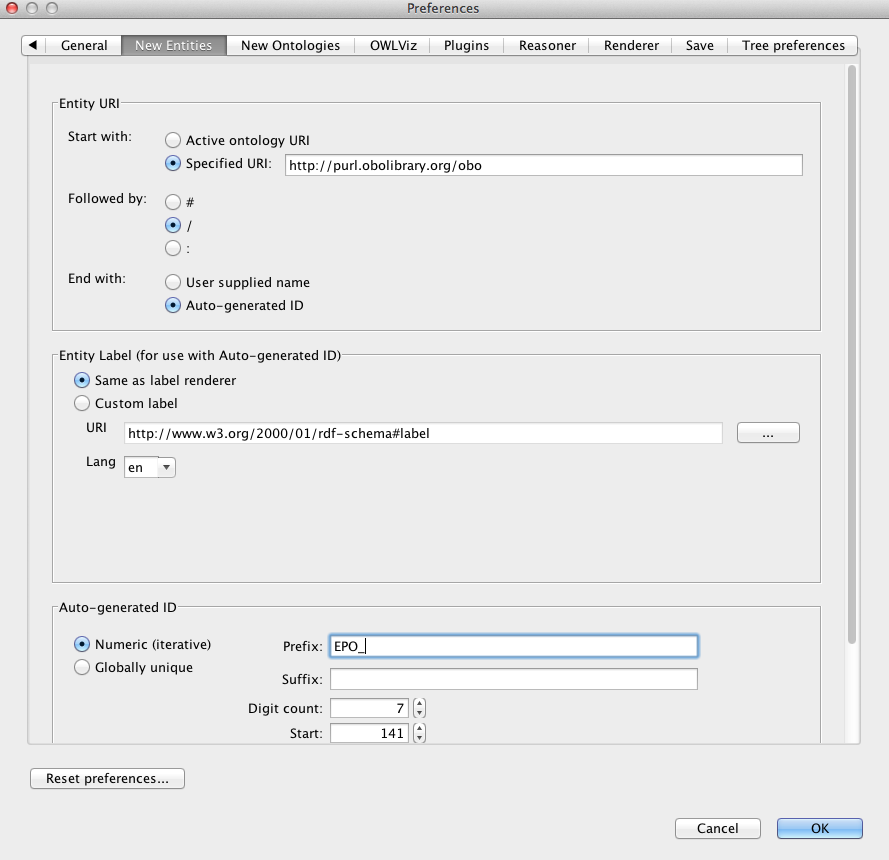 Preferences
General New Entities New Ontologies OWLViz Plugins Reasoner Renderer Save Tree preferences
Entity URI
Start with: Active ontology URI
Specified URI: http://purl.obolibrary.org/obo
Followed by: #
/
:
End with: User supplied name
Auto-generated ID
Entity Label (for use with Auto-generated ID)
Same as label renderer
Custom label
URI http://www.w3.org/2000/01/rdf-schema#label ...
Lang en
Auto-generated ID
Numeric (iterative) Prefix: EPO_
Globally unique
Suffix:
Digit count: 7
Start: 141
Reset preferences...
Cancel OK